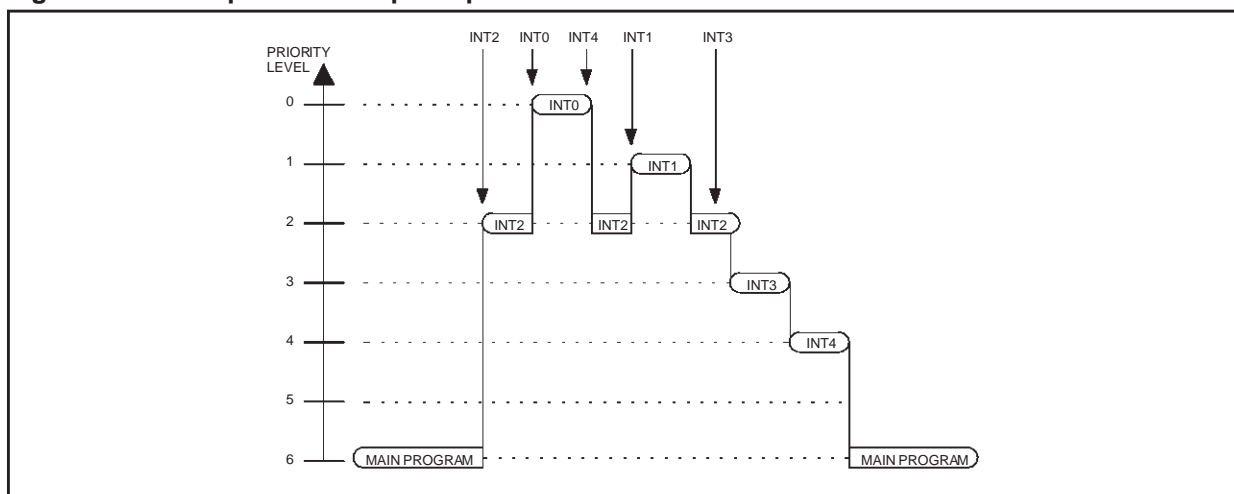 INT2 INT0 INT4 INT1 INT3
PRIORITY
LEVEL
0 INT0
1 INT1
2 INT2 INT2 INT2
3 INT3
4 INT4
5
6 MAIN PROGRAM MAIN PROGRAM